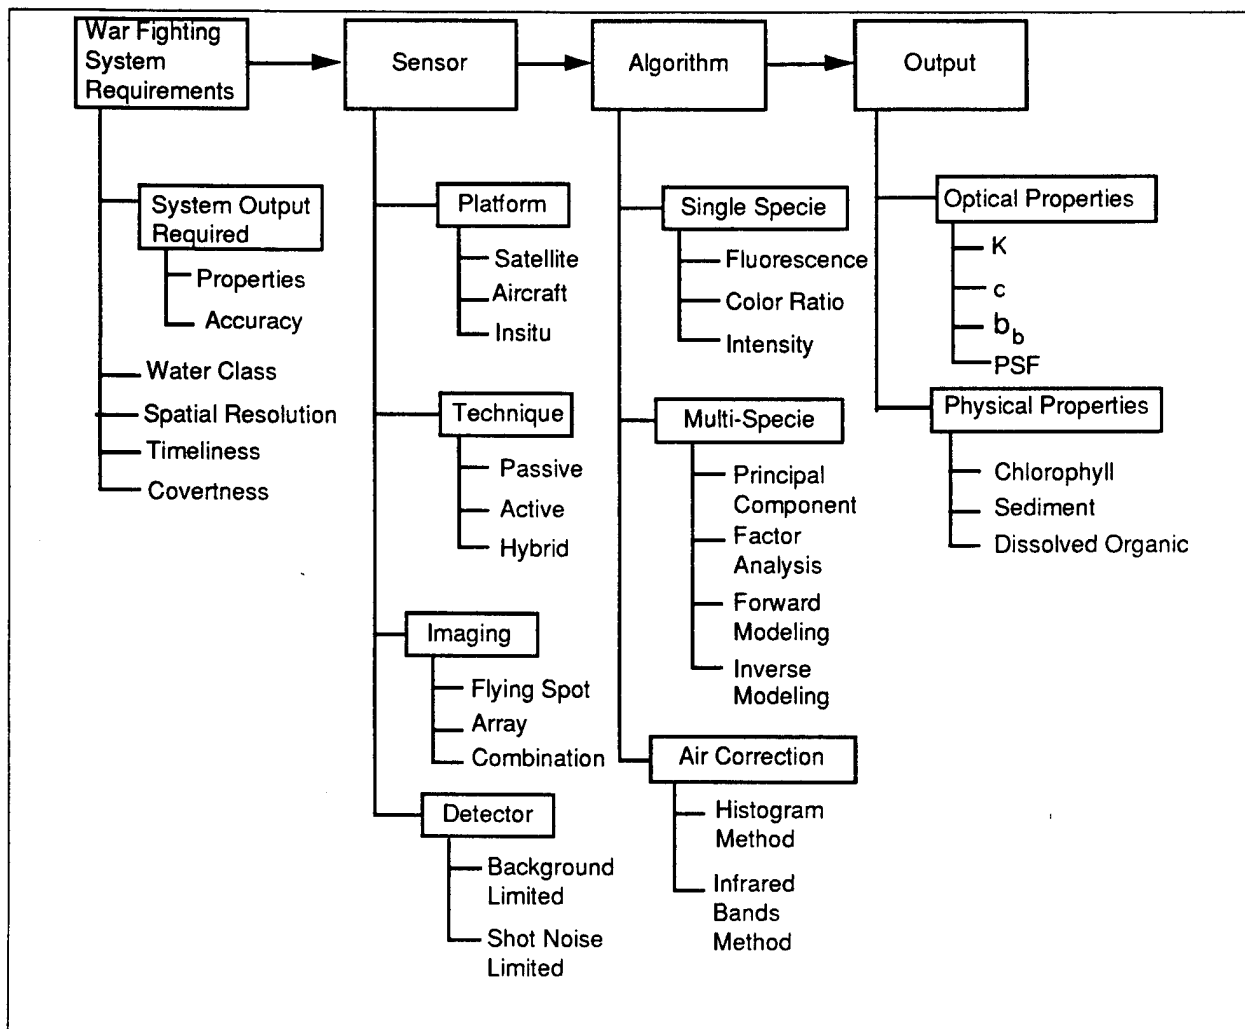 War Fighting
System
Requirements
Sensor
Algorithm
Output
System Output
Required
Properties
Accuracy
Water Class
Spatial Resolution
Timeliness
Covertness
Platform
Satellite
Aircraft
Insitu
Technique
Passive
Active
Hybrid
Imaging
Flying Spot
Array
Combination
Detector
Background
Limited
Shot Noise
Limited
Single Specie
Fluorescence
Color Ratio
Intensity
Multi-Specie
Principal
Component
Factor
Analysis
Forward
Modeling
Inverse
Modeling
Air Correction
Histogram
Method
Infrared
Bands
Method
Optical Properties
K
c
bb
PSF
Physical Properties
Chlorophyll
Sediment
Dissolved Organic